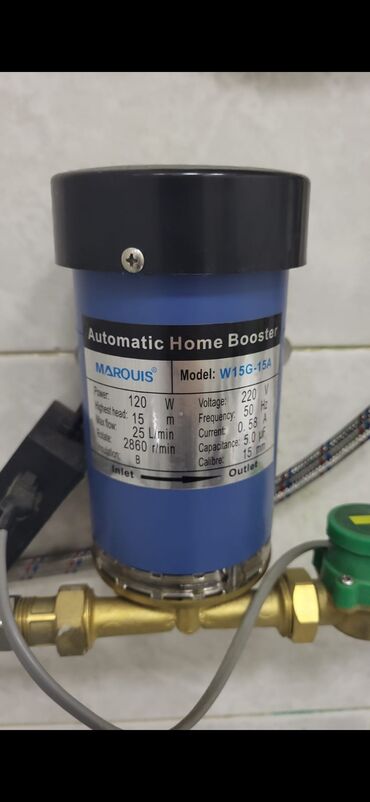 Automatic Home Booster
MARQUIS® Model: W15G-15A
Power: 120 W Voltage: 220 V
Highest head: 15 m Frequency: 50 Hz
Max flow: 25 L/min Current: 0.58 A
Rotate: 2860 r/min Capacitance: 5.0 μF
B Calibre: 15 mm
Inlet Outlet